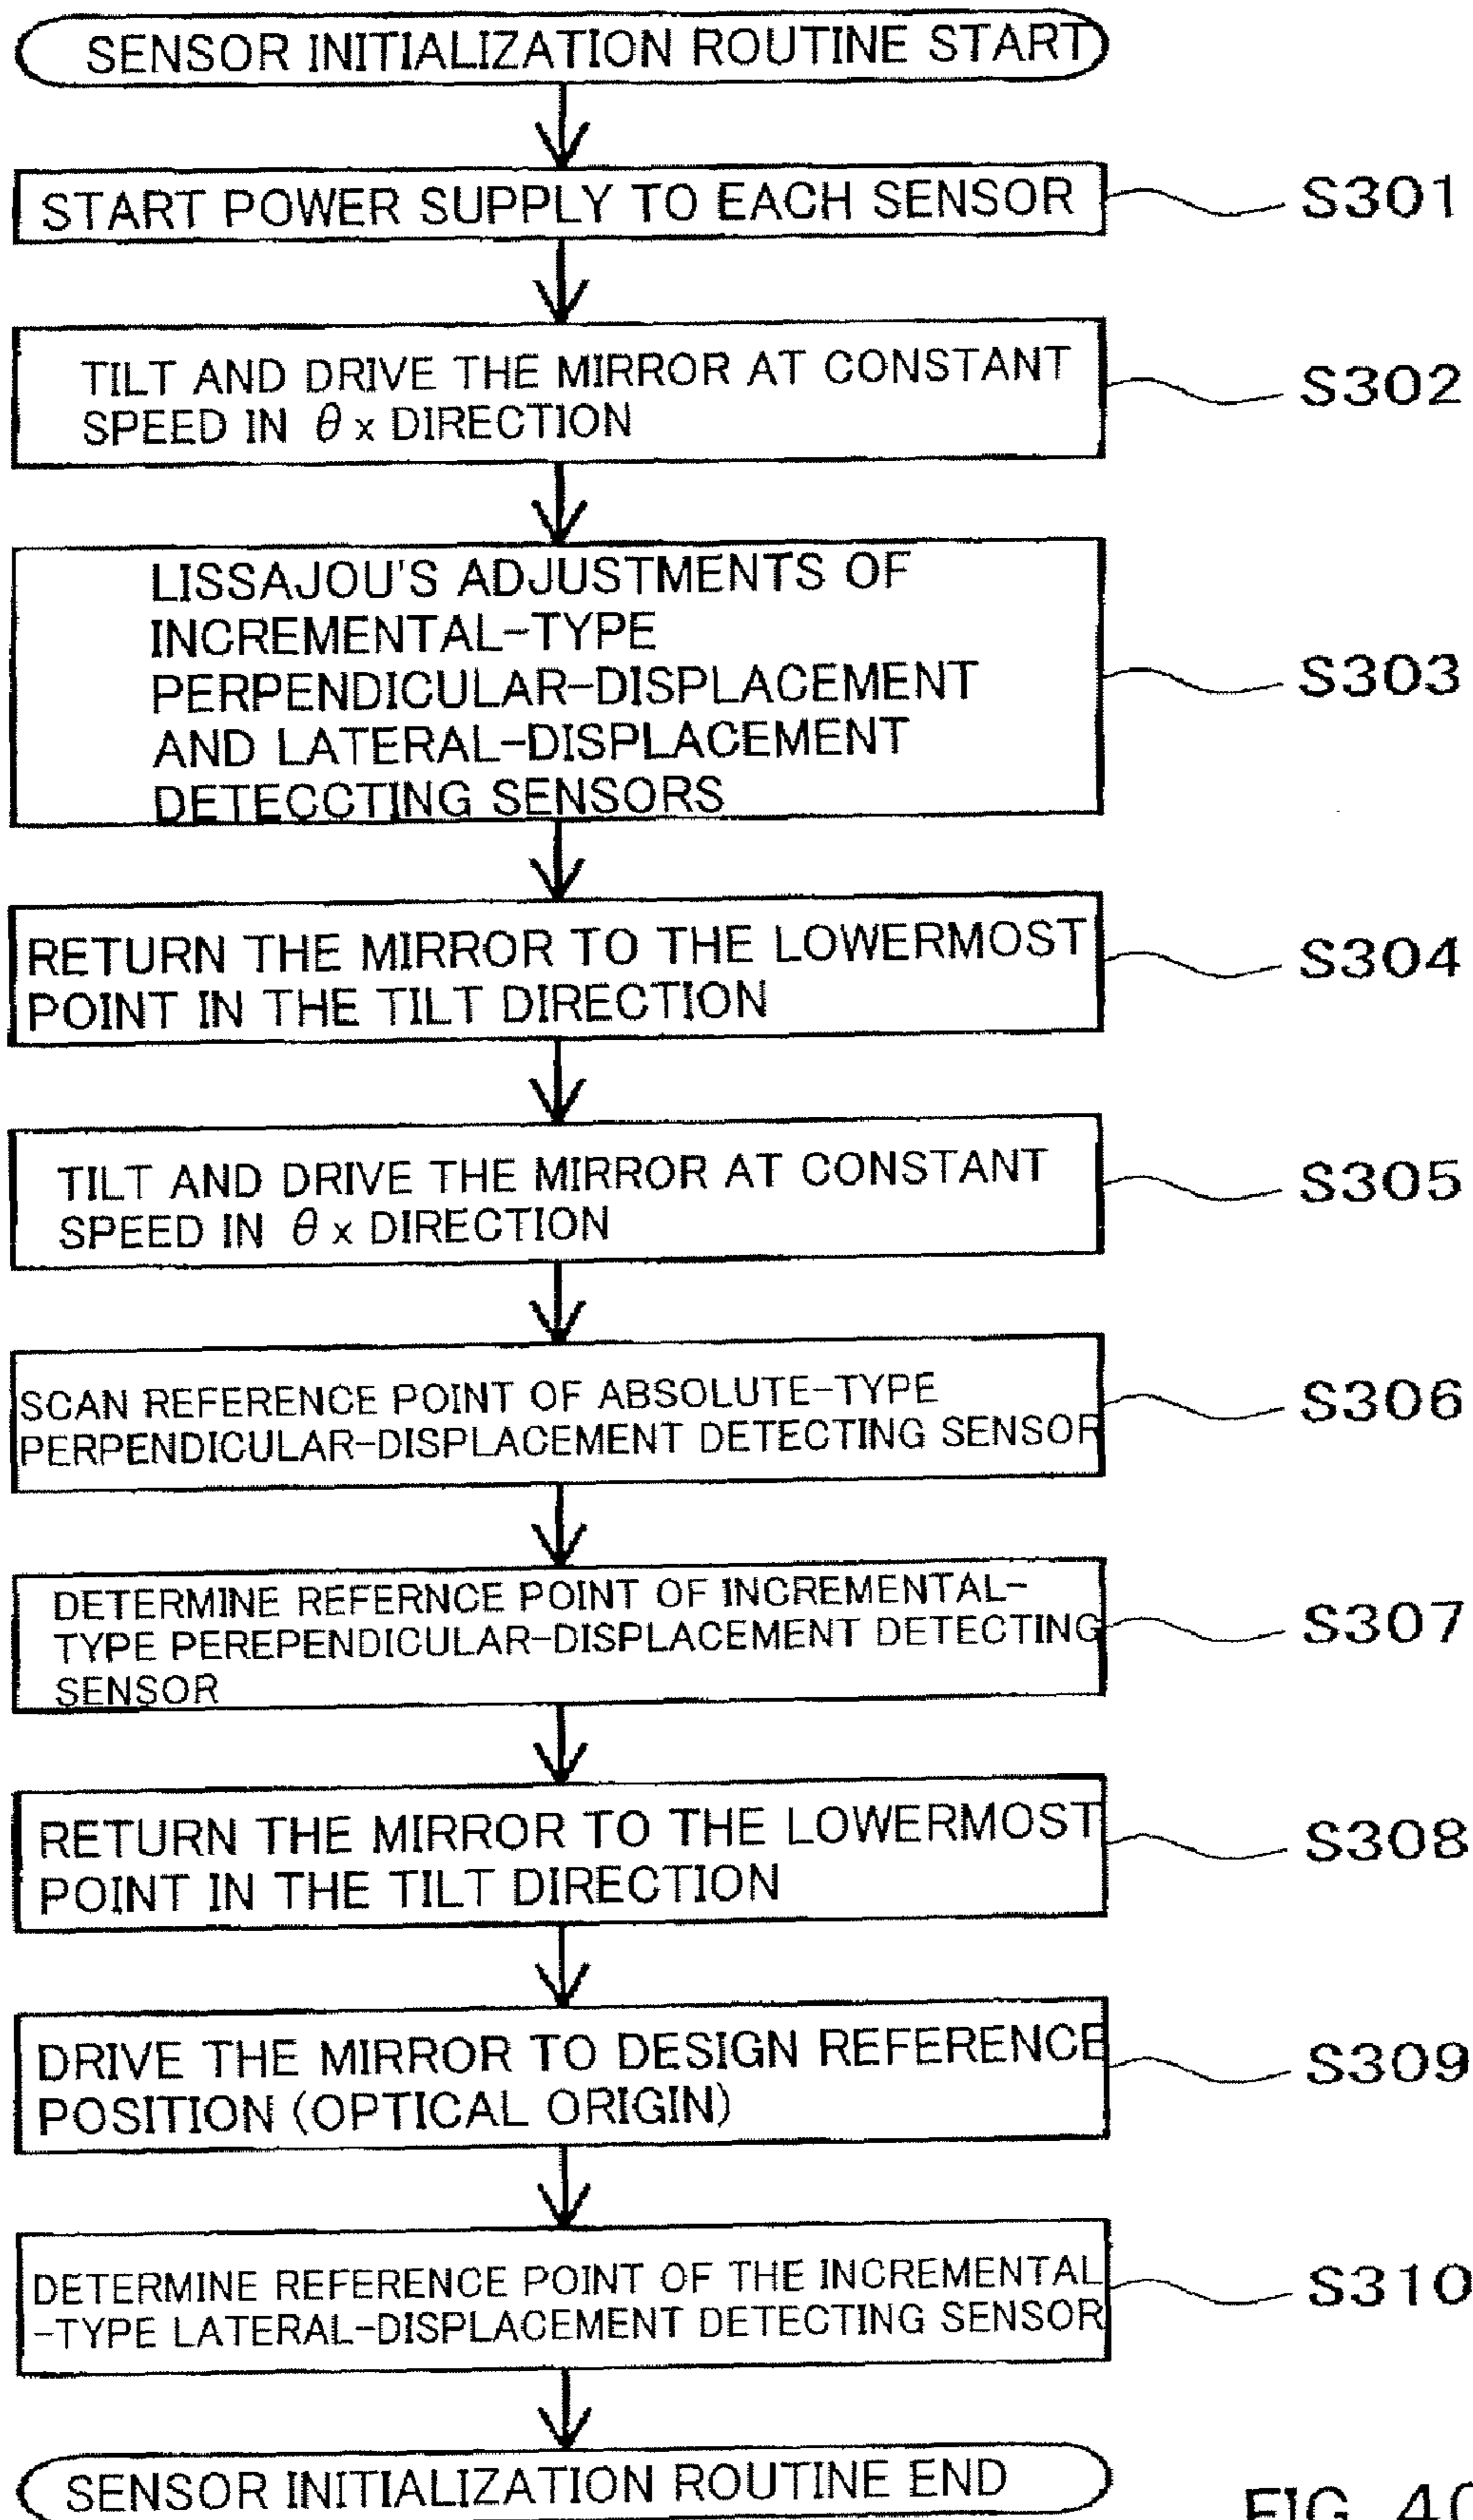 SENSOR INITIALIZATION ROUTINE START
START POWER SUPPLY TO EACH SENSOR
S301
TILT AND DRIVE THE MIRROR AT CONSTANT
SPEED IN θx DIRECTION
S302
LISSAJOU'S ADJUSTMENTS OF
INCREMENTAL-TYPE
PERPENDICULAR-DISPLACEMENT
AND LATERAL-DISPLACEMENT
DETECCTING SENSORS
S303
RETURN THE MIRROR TO THE LOWERMOST
POINT IN THE TILT DIRECTION
S304
TILT AND DRIVE THE MIRROR AT CONSTANT
SPEED IN θx DIRECTION
S305
SCAN REFERENCE POINT OF ABSOLUTE-TYPE
PERPENDICULAR-DISPLACEMENT DETECTING SENSOR
S306
DETERMINE REFERNCE POINT OF INCREMENTAL-
TYPE PEREPENDICULAR-DISPLACEMENT DETECTING
SENSOR
S307
RETURN THE MIRROR TO THE LOWERMOST
POINT IN THE TILT DIRECTION
S308
DRIVE THE MIRROR TO DESIGN REFERENCE
POSITION (OPTICAL ORIGIN)
S309
DETERMINE REFERENCE POINT OF THE INCREMENTAL
-TYPE LATERAL-DISPLACEMENT DETECTING SENSOR
S310
SENSOR INITIALIZATION ROUTINE END
FIG. 40